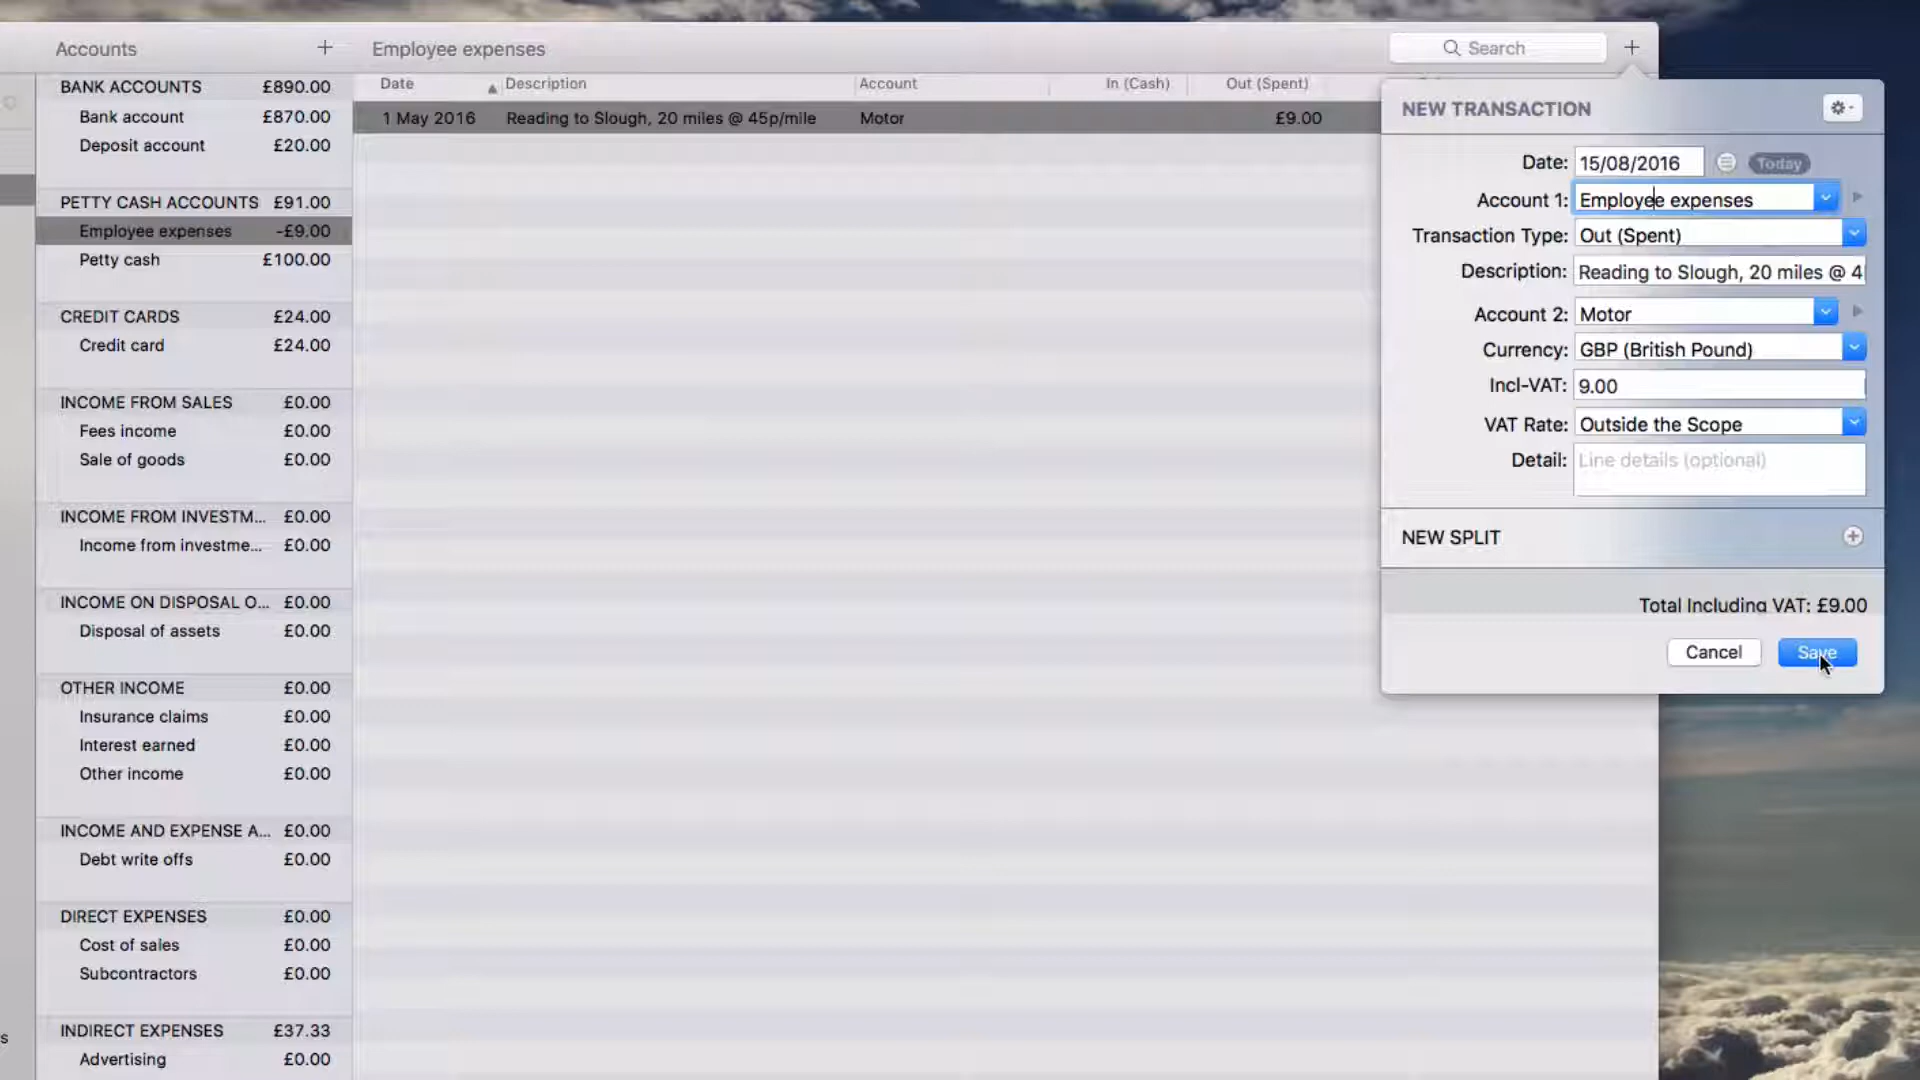 Accounts +
BANK ACCOUNTS £890.00
Bank account £870.00
Deposit account £20.00
PETTY CASH ACCOUNTS £91.00
Employee expenses -£9.00
Petty cash £100.00
CREDIT CARDS £24.00
Credit card £24.00
INCOME FROM SALES £0.00
Fees income £0.00
Sale of goods £0.00
INCOME FROM INVESTM... £0.00
Income from investme... £0.00
INCOME ON DISPOSAL O... £0.00
Disposal of assets £0.00
OTHER INCOME £0.00
Insurance claims £0.00
Interest earned £0.00
Other income £0.00
INCOME AND EXPENSE A... £0.00
Debt write offs £0.00
DIRECT EXPENSES £0.00
Cost of sales £0.00
Subcontractors £0.00
INDIRECT EXPENSES £37.33
Advertising £0.00
s
Employee expenses
Search +
Date Description Account In (Cash) Out (Spent)
1 May 2016 Reading to Slough, 20 miles @ 45p/mile Motor £9.00
NEW TRANSACTION
Date: 15/08/2016 Today
Account 1: Employee expenses
Transaction Type: Out (Spent)
Description: Reading to Slough, 20 miles @ 4
Account 2: Motor
Currency: GBP (British Pound)
Incl-VAT: 9.00
VAT Rate: Outside the Scope
Detail: Line details (optional)
NEW SPLIT
Total Including VAT: £9.00
Cancel Save